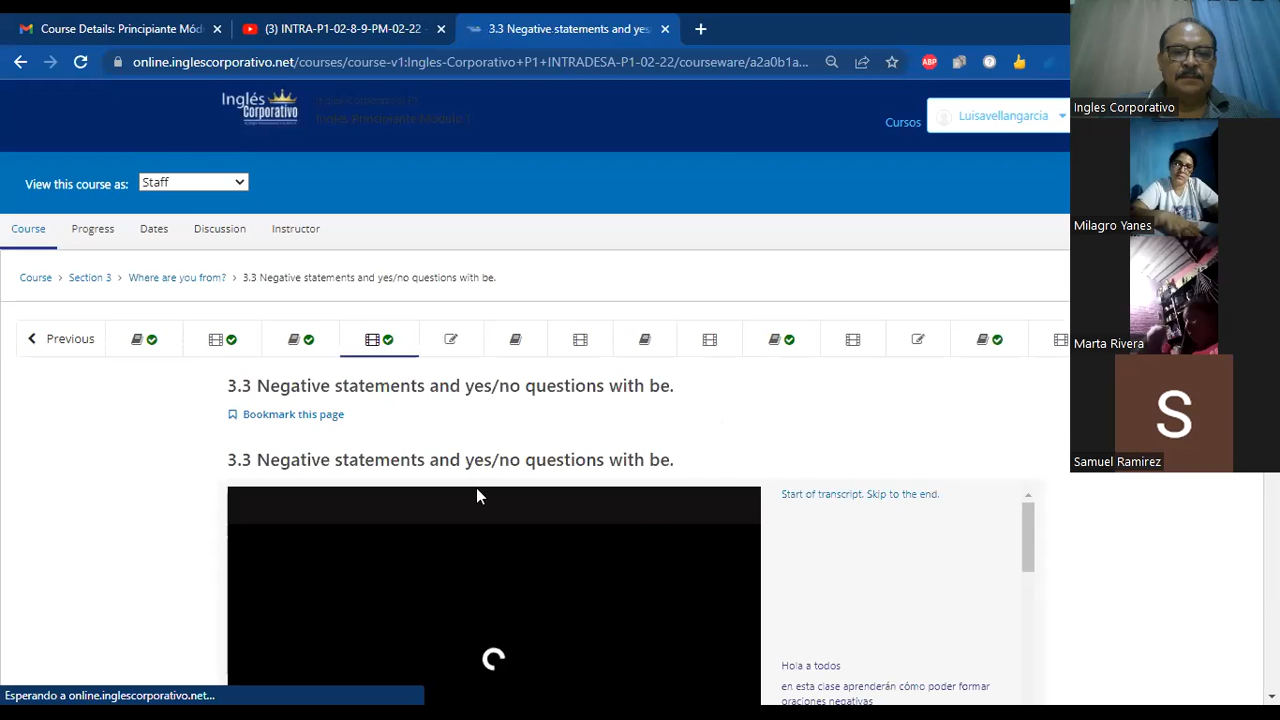 Course Details: Principiante Mód
(3) INTRA-P1-02-8-9-PM-02-22
3.3 Negative statements and yes/
online.inglescorporativo.net/courses/course-v1:Ingles-Corporativo+P1+INTRADESA-P1-02-22/courseware/a2a0b1a...
ABP
Inglés
Corporativo
Inglés Principiante Módulo 1
Cursos
Luisavellangarcia
View this course as:
Staff
Course
Progress
Dates
Discussion
Instructor
Course > Section 3 > Where are you from? > 3.3 Negative statements and yes/no questions with be.
Previous
3.3 Negative statements and yes/no questions with be.
Bookmark this page
3.3 Negative statements and yes/no questions with be.
Start of transcript. Skip to the end.
Hola a todos
en esta clase aprenderán cómo poder formar
oraciones negativas
Esperando a online.inglescorporativo.net...
Ingles Corporativo
Milagro Yanes
Marta Rivera
S
Samuel Ramirez